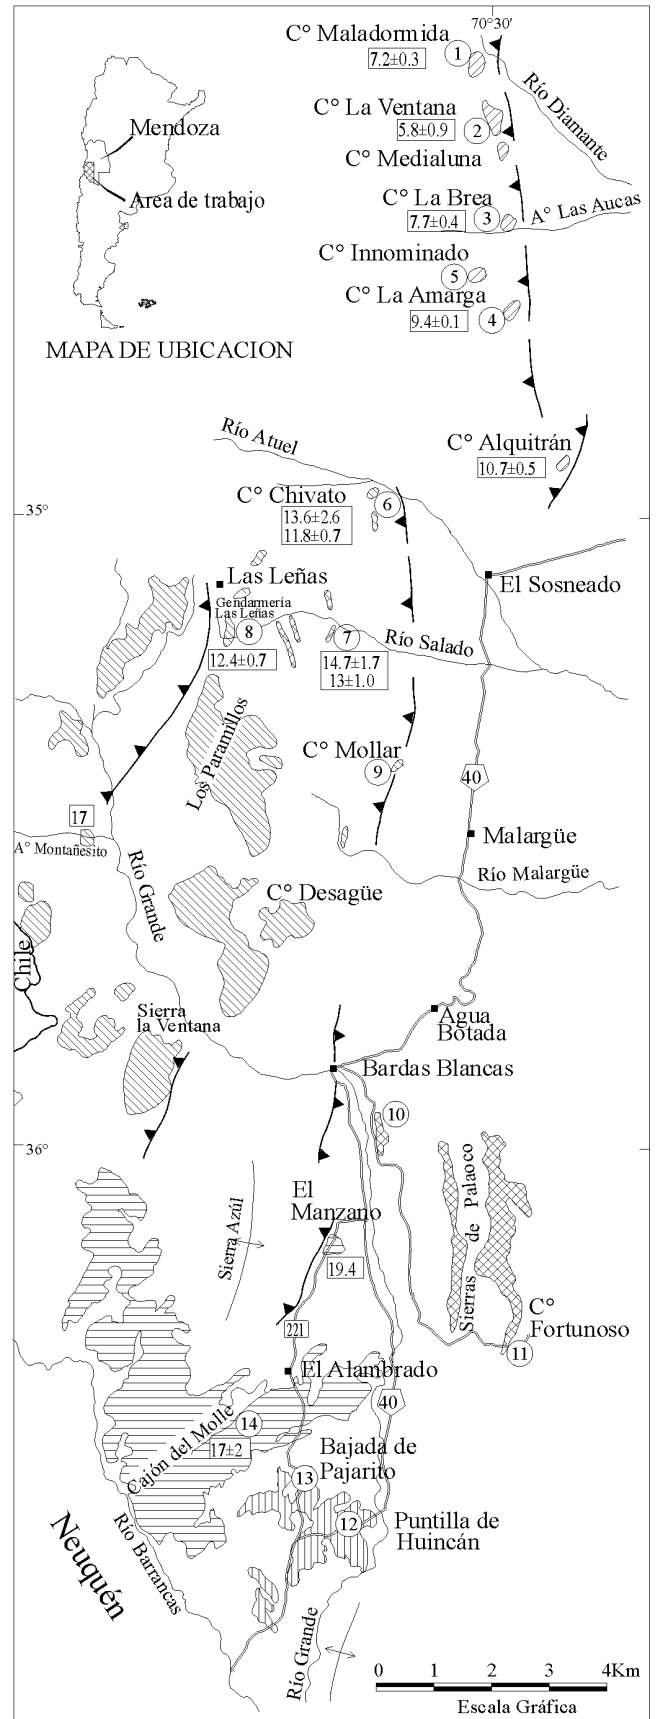 70°30'
C° Maladormida
1
7.2±0.3
Río Diamante
C° La Ventana
5.8±0.9
2
C° Medialuna
Mendoza
Area de trabajo
C° La Brea
7.7±0.4
3
A° Las Aucas
C° Innominado
5
C° La Amarga
9.4±0.1
4
MAPA DE UBICACION
Río Atuel
C° Alquitrán
10.7±0.5
C° Chivato
13.6±2.6
11.8±0.7
6
35°
Las Leñas
El Sosneado
Gendarmería
Las Leñas
8
7
Río Salado
12.4±0.7
14.7±1.7
13±1.0
Los Paramillos
C° Mollar
9
40
17
Malargüe
A° Montañesito
Río Grande
Río Malargüe
C° Desagüe
Chile
Sierra
la Ventana
Agua
Botada
Bardas Blancas
10
36°
Sierras de Palaoco
El
Manzano
Sierra Azúl
19.4
C°
Fortunoso
221
11
El Alambrado
40
Cajón del Molle
14
17±2
Bajada de
Pajarito
13
12
Puntilla de
Huincán
Neuquén
Río Barrancas
Río Grande
0 1 2 4Km
Escala Gráfica